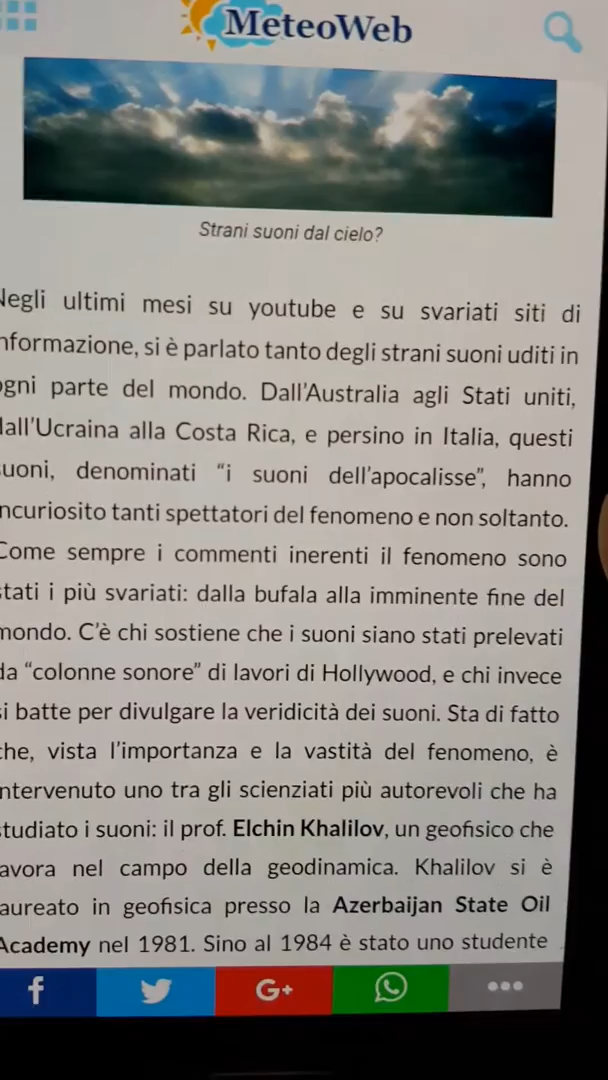 MeteoWeb
Strani suoni dal cielo?
Negli ultimi mesi su youtube e su svariati siti di
nformazione, si è parlato tanto degli strani suoni uditi in
ogni parte del mondo. Dall'Australia agli Stati uniti,
dall'Ucraina alla Costa Rica, e persino in Italia, questi
suoni, denominati “i suoni dell'apocalisse”, hanno
ncuriosito tanti spettatori del fenomeno e non soltanto.
Come sempre i commenti inerenti il fenomeno sono
stati i più svariati: dalla bufala alla imminente fine del
mondo. C'è chi sostiene che i suoni siano stati prelevati
da “colonne sonore” di lavori di Hollywood, e chi invece
si batte per divulgare la veridicità dei suoni. Sta di fatto
che, vista l'importanza e la vastità del fenomeno, è
ntervenuto uno tra gli scienziati più autorevoli che ha
studiato i suoni: il prof. Elchin Khalilov, un geofisico che
lavora nel campo della geodinamica. Khalilov si è
laureato in geofisica presso la Azerbaijan State Oil
Academy nel 1981. Sino al 1984 è stato uno studente
f
G+